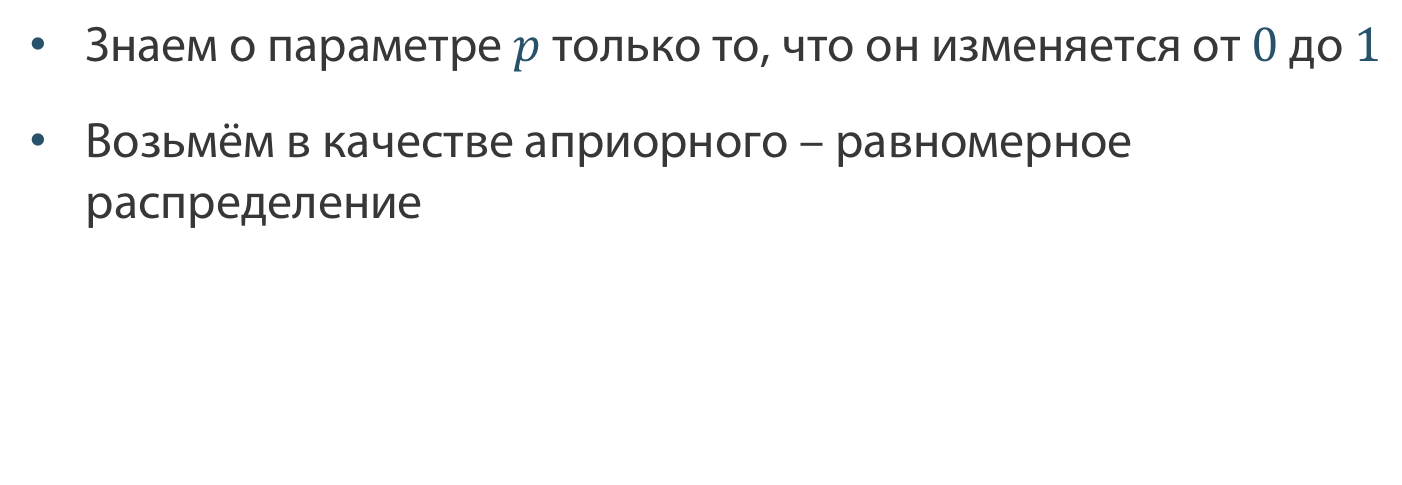 • Знаем о параметре p только то, что он изменяется от 0 до 1
• Возьмём в качестве априорного – равномерное
распределение